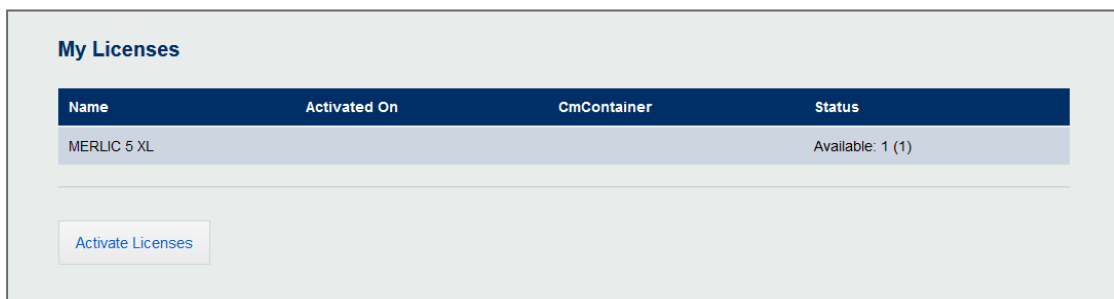 My Licenses
Name Activated On CmContainer Status
MERLIC 5 XL Available: 1 (1)
Activate Licenses